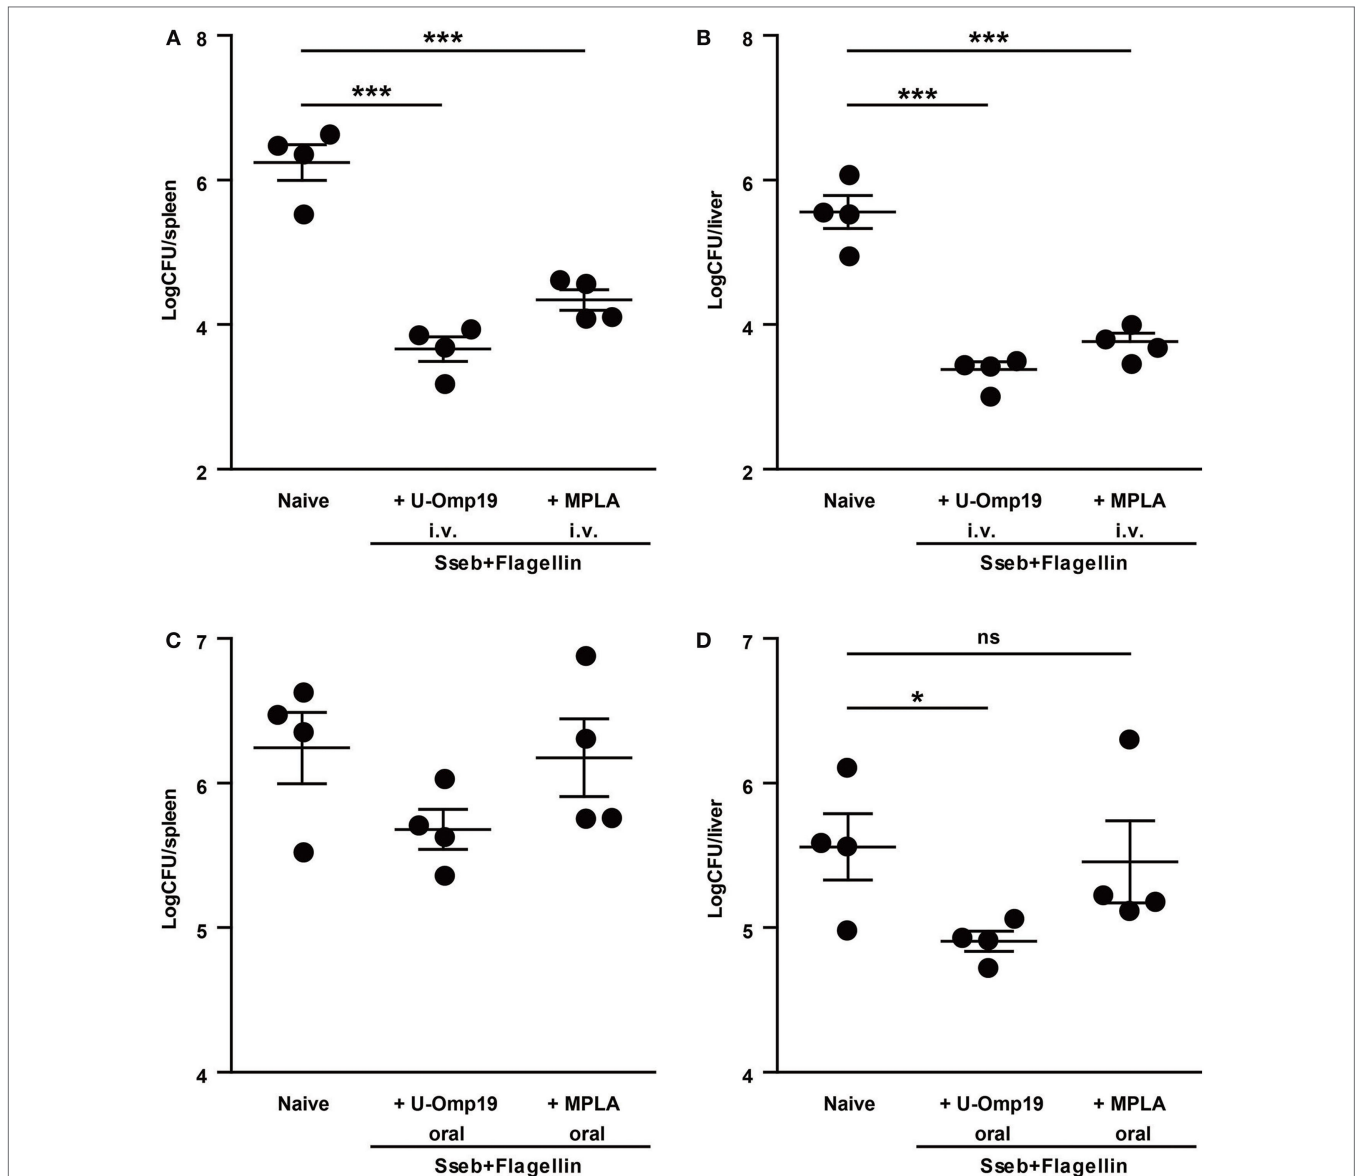 A
8
6
4
2
LogCFU/spleen
***
***
Naive
+ U-Omp19
+ MPLA
i.v.
i.v.
Sseb+Flagellin
B
8
6
4
2
LogCFU/liver
***
***
Naive
+ U-Omp19
+ MPLA
i.v.
i.v.
Sseb+Flagellin
C
7
6
5
4
LogCFU/spleen
Naive
+ U-Omp19
+ MPLA
oral
oral
Sseb+Flagellin
D
7
6
5
4
LogCFU/liver
ns
*
Naive
+ U-Omp19
+ MPLA
oral
oral
Sseb+Flagellin